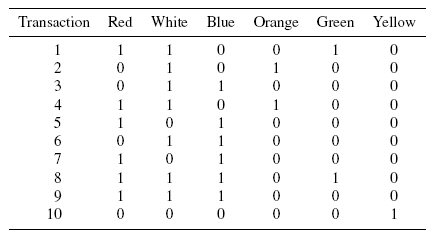 Transaction Red White Blue Orange Green Yellow
1 1 1 0 0 1 0
2 0 1 0 1 0 0
3 0 1 1 0 0 0
4 1 1 0 1 0 0
5 1 0 1 0 0 0
6 0 1 1 0 0 0
7 1 0 1 0 0 0
8 1 1 1 0 1 0
9 1 1 1 0 0 0
10 0 0 0 0 0 1